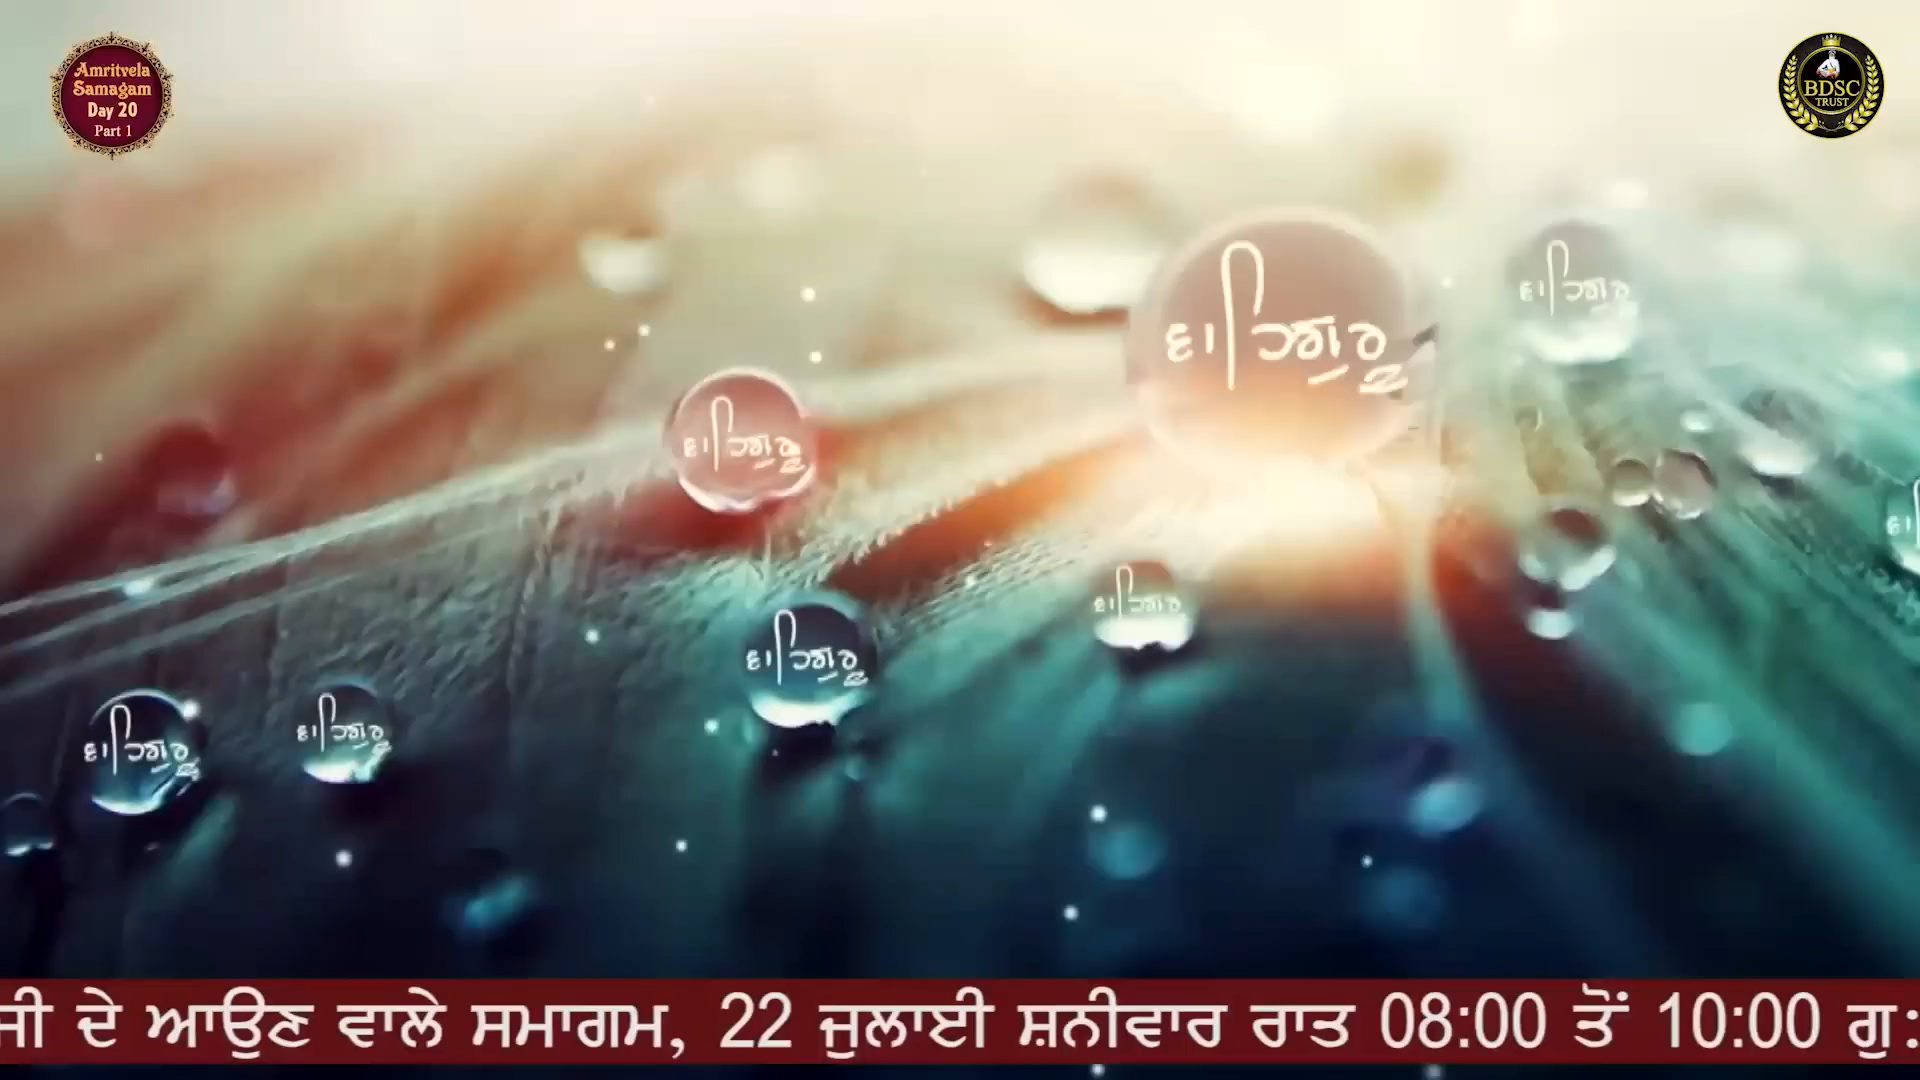 Amritvela
Samagam
Day 20
Part 1
BDSC
TRUST
ਵਾਹਿਗੁਰੂ
ਵਾਹਿਗੁਰੂ
ਵਾਹਿਗੁਰੂ
ਵਾਹਿਗੁਰੂ
ਵਾਹਿਗੁਰੂ
ਵਾਹਿਗੁਰੂ
ਵਾਹਿਗੁਰੂ
ਵਾ
ਜੀ ਦੇ ਆਉਣ ਵਾਲੇ ਸਮਾਗਮ, 22 ਜੁਲਾਈ ਸ਼ਨੀਵਾਰ ਰਾਤ 08:00 ਤੋਂ 10:00 ਗੁ: